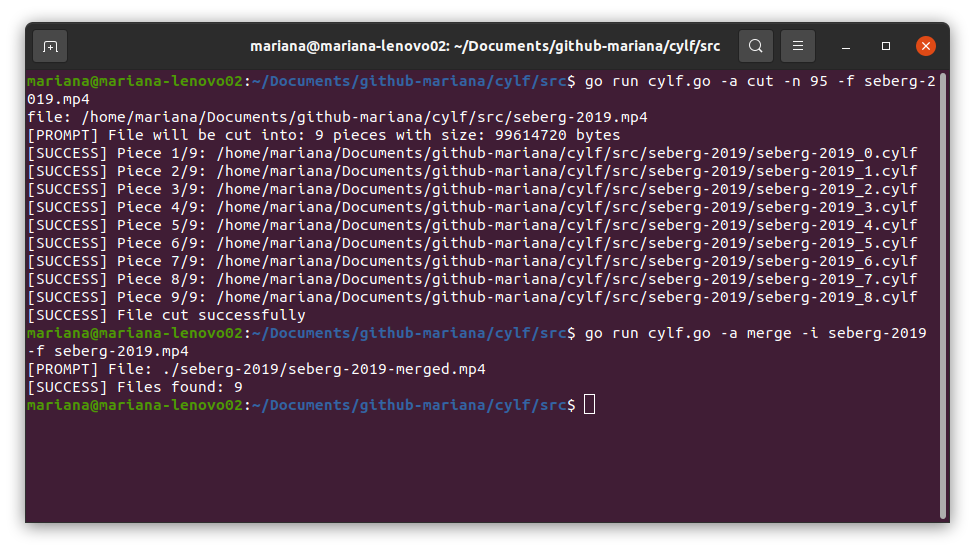 mariana@mariana-lenovo02: ~/Documents/github-mariana/cylf/src
mariana@mariana-lenovo02:~/Documents/github-mariana/cylf/src$ go run cylf.go -a cut -n 95 -f seberg-2
019.mp4
file: /home/mariana/Documents/github-mariana/cylf/src/seberg-2019.mp4
[PROMPT] File will be cut into: 9 pieces with size: 99614720 bytes
[SUCCESS] Piece 1/9: /home/mariana/Documents/github-mariana/cylf/src/seberg-2019/seberg-2019_0.cylf
[SUCCESS] Piece 2/9: /home/mariana/Documents/github-mariana/cylf/src/seberg-2019/seberg-2019_1.cylf
[SUCCESS] Piece 3/9: /home/mariana/Documents/github-mariana/cylf/src/seberg-2019/seberg-2019_2.cylf
[SUCCESS] Piece 4/9: /home/mariana/Documents/github-mariana/cylf/src/seberg-2019/seberg-2019_3.cylf
[SUCCESS] Piece 5/9: /home/mariana/Documents/github-mariana/cylf/src/seberg-2019/seberg-2019_4.cylf
[SUCCESS] Piece 6/9: /home/mariana/Documents/github-mariana/cylf/src/seberg-2019/seberg-2019_5.cylf
[SUCCESS] Piece 7/9: /home/mariana/Documents/github-mariana/cylf/src/seberg-2019/seberg-2019_6.cylf
[SUCCESS] Piece 8/9: /home/mariana/Documents/github-mariana/cylf/src/seberg-2019/seberg-2019_7.cylf
[SUCCESS] Piece 9/9: /home/mariana/Documents/github-mariana/cylf/src/seberg-2019/seberg-2019_8.cylf
[SUCCESS] File cut successfully
mariana@mariana-lenovo02:~/Documents/github-mariana/cylf/src$ go run cylf.go -a merge -i seberg-2019
-f seberg-2019.mp4
[PROMPT] File: ./seberg-2019/seberg-2019-merged.mp4
[SUCCESS] Files found: 9
mariana@mariana-lenovo02:~/Documents/github-mariana/cylf/src$